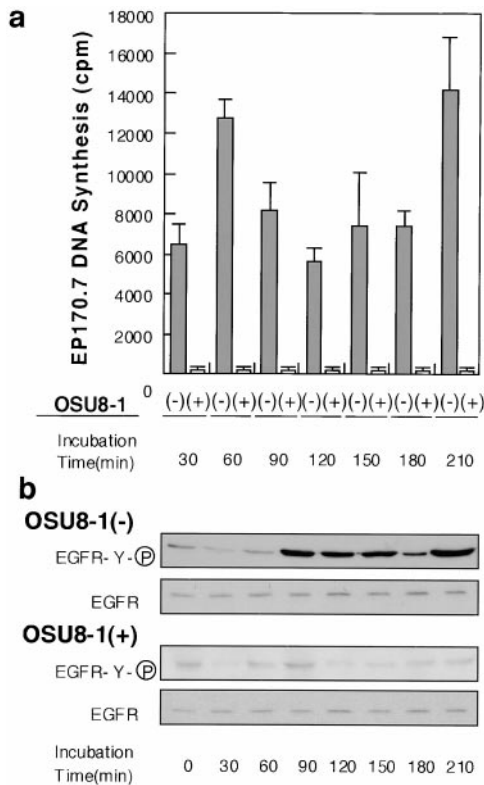 a
EP170.7 DNA Synthesis (cpm)
18000
16000
14000
12000
10000
8000
6000
4000
2000
0
OSU8-1 (-)(+) (-)(+) (-)(+) (-)(+) (-)(+) (-)(+) (-)(+)
Incubation
Time(min) 30 60 90 120 150 180 210
b
OSU8-1(-)
EGFR- Y- P
EGFR
OSU8-1(+)
EGFR- Y- P
EGFR
Incubation
Time(min) 0 30 60 90 120 150 180 210